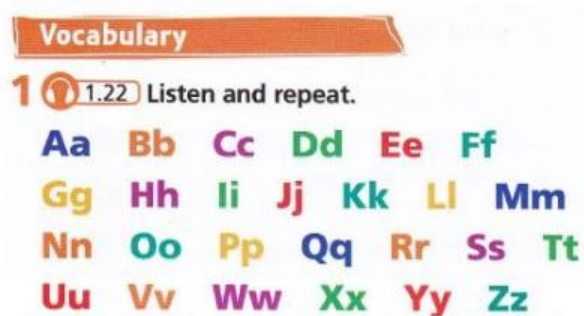 Vocabulary
1 1.22 Listen and repeat.
Aa Bb Cc Dd Ee Ff
Gg Hh Ii Jj Kk Ll Mm
Nn Oo Pp Qq Rr Ss Tt
Uu Vv Ww Xx Yy Zz